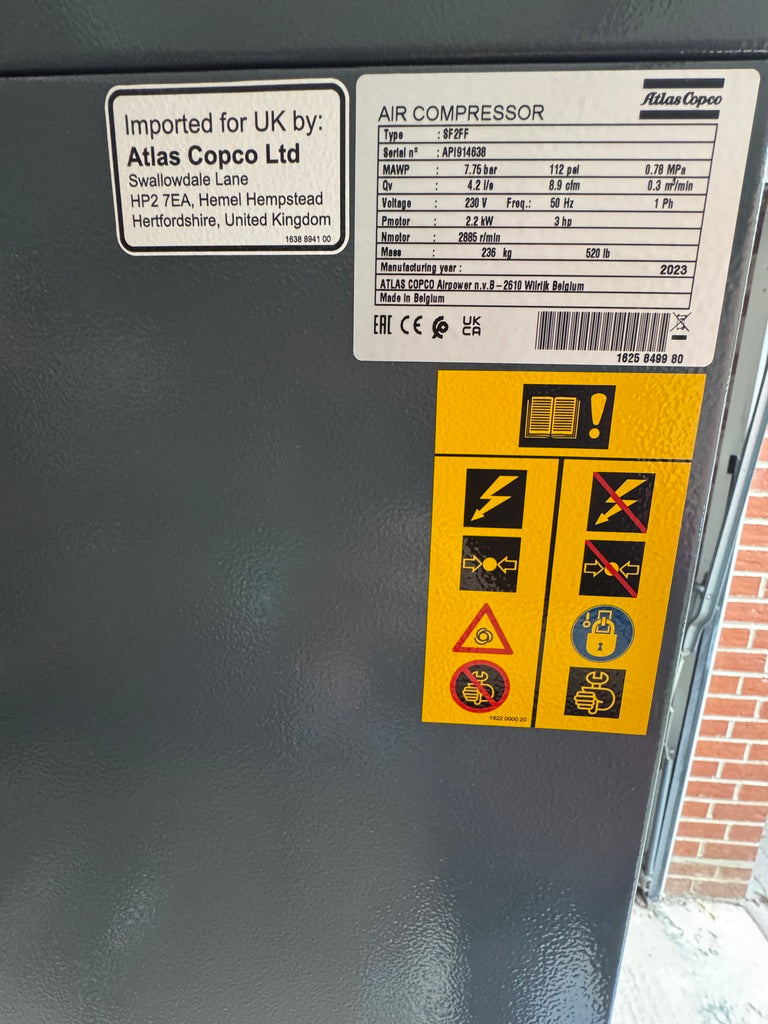 Imported for UK by:
Atlas Copco Ltd
Swallowdale Lane
HP2 7EA, Hemel Hempstead
Hertfordshire, United Kingdom
1638 8941 00
Atlas Copco
AIR COMPRESSOR
Type : SF2FF
Serial nº : API914638
MAWP : 7.75 bar 112 psi 0.78 MPa
Qv : 4.2 l/s 8.9 cfm 0.3 m³/min
Voltage : 230 V Freq.: 50 Hz 1 Ph
Pmotor : 2.2 kW 3 hp
Nmotor : 2885 r/min
Mass : 236 kg 520 lb
Manufacturing year : 2023
ATLAS COPCO Airpower n.v.B – 2610 Wilrijk Belgium
Made in Belgium
EAC CE UK CA
1625 8499 80
1622 0000 20